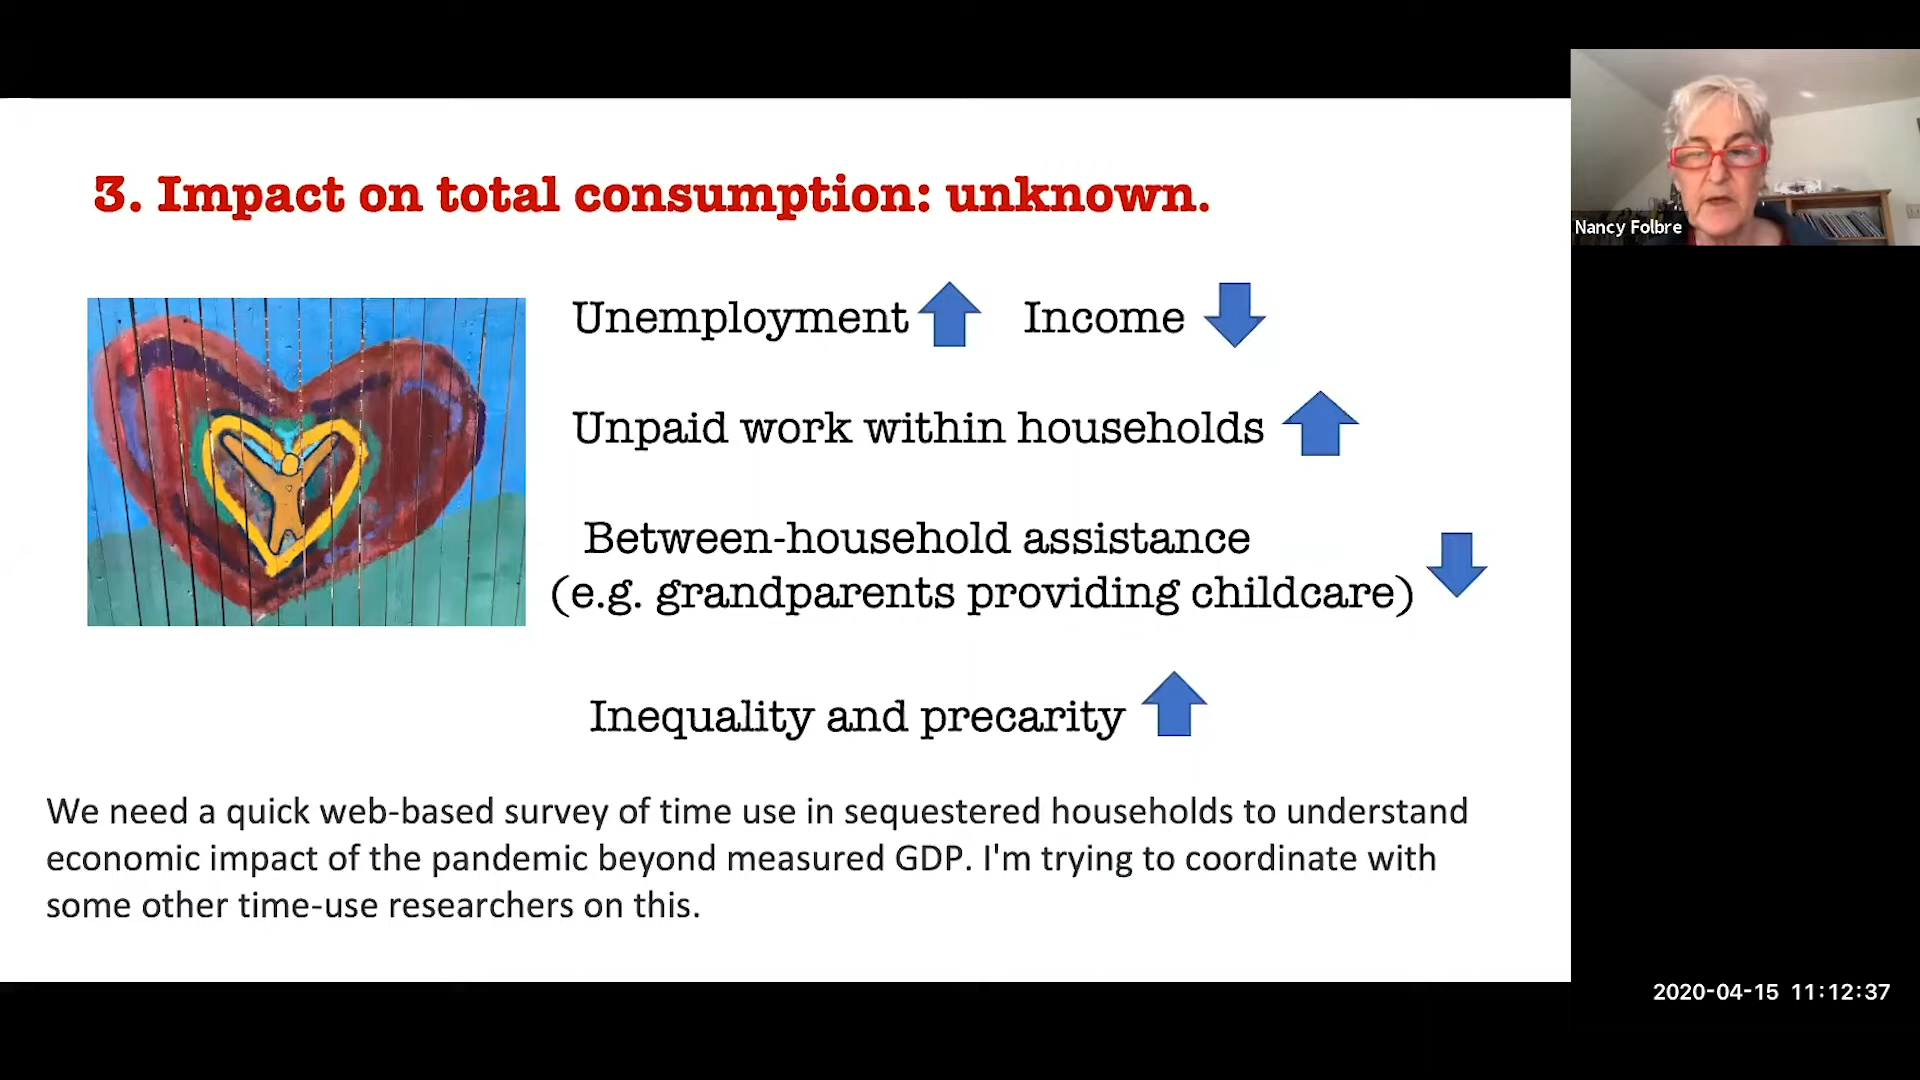 3. Impact on total consumption: unknown.
Unemployment Income
Unpaid work within households
Between-household assistance
(e.g. grandparents providing childcare)
Inequality and precarity
We need a quick web-based survey of time use in sequestered households to understand
economic impact of the pandemic beyond measured GDP. I'm trying to coordinate with
some other time-use researchers on this.
Nancy Folbre
2020-04-15 11:12:37